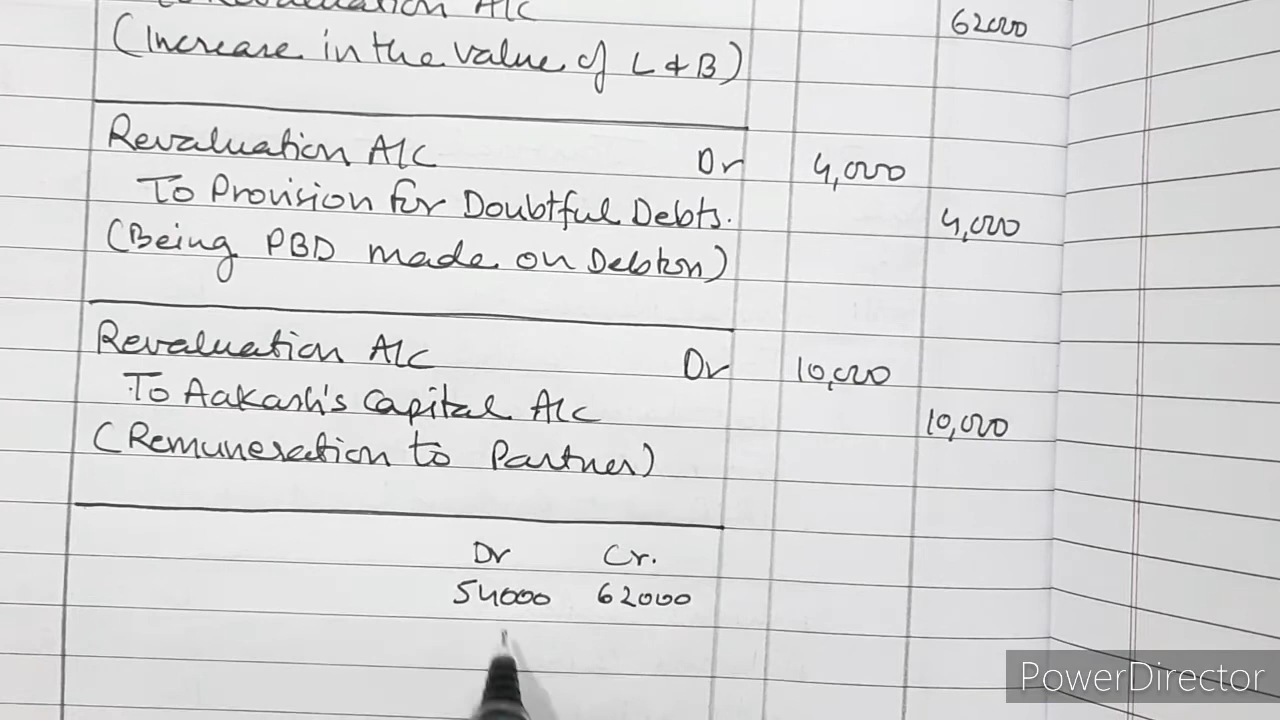 To Revaluation A/C 62000
(Increase in the value of L & B)
Revaluation A/C Dr 4,000
To Provision for Doubtful Debts. 4,000
(Being PBD made on Debtors)
Revaluation A/C Dr 10,000
To Aakash's Capital A/C 10,000
(Remuneration to Partner)
Dr Cr.
54000 62000
PowerDirector